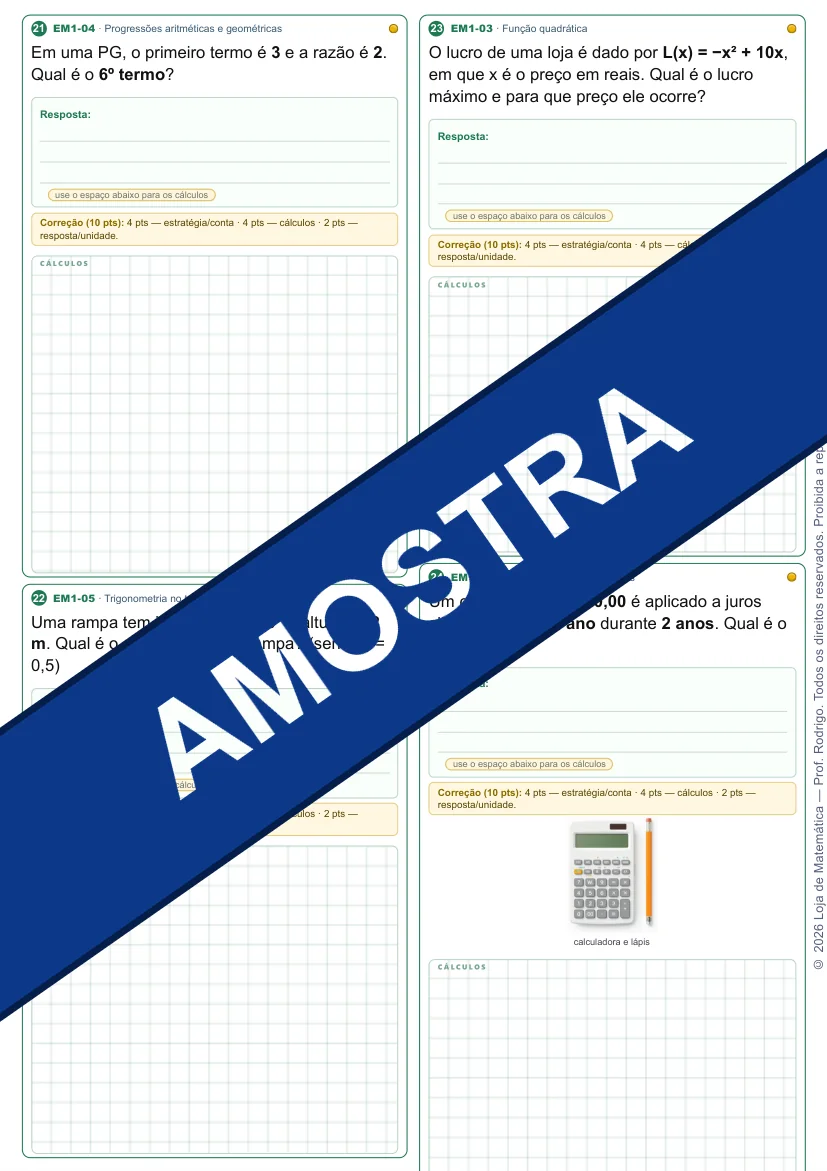 21 EM1-04 · Progressões aritméticas e geométricas
Em uma PG, o primeiro termo é 3 e a razão é 2.
Qual é o 6º termo?
Resposta:
use o espaço abaixo para os cálculos
Correção (10 pts): 4 pts — estratégia/conta · 4 pts — cálculos · 2 pts —
resposta/unidade.
CÁLCULOS
22 EM1-05 · Trigonometria no
Uma rampa tem
m. Qual é o
0,5)
2 pts —
23 EM1-03 · Função quadrática
O lucro de uma loja é dado por L(x) = −x² + 10x,
em que x é o preço em reais. Qual é o lucro
máximo e para que preço ele ocorre?
Resposta:
use o espaço abaixo para os cálculos
Correção (10 pts): 4 pts — estratégia/conta · 4 pts —
resposta/unidade.
CÁLCULOS
Um
0,00 é aplicado a juros
ano durante 2 anos. Qual é o
use o espaço abaixo para os cálculos
Correção (10 pts): 4 pts — estratégia/conta · 4 pts — cálculos · 2 pts —
resposta/unidade.
calculadora e lápis
CÁLCULOS
AMOSTRA
© 2026 Loja de Matemática — Prof. Rodrigo. Todos os direitos reservados. Proibida a